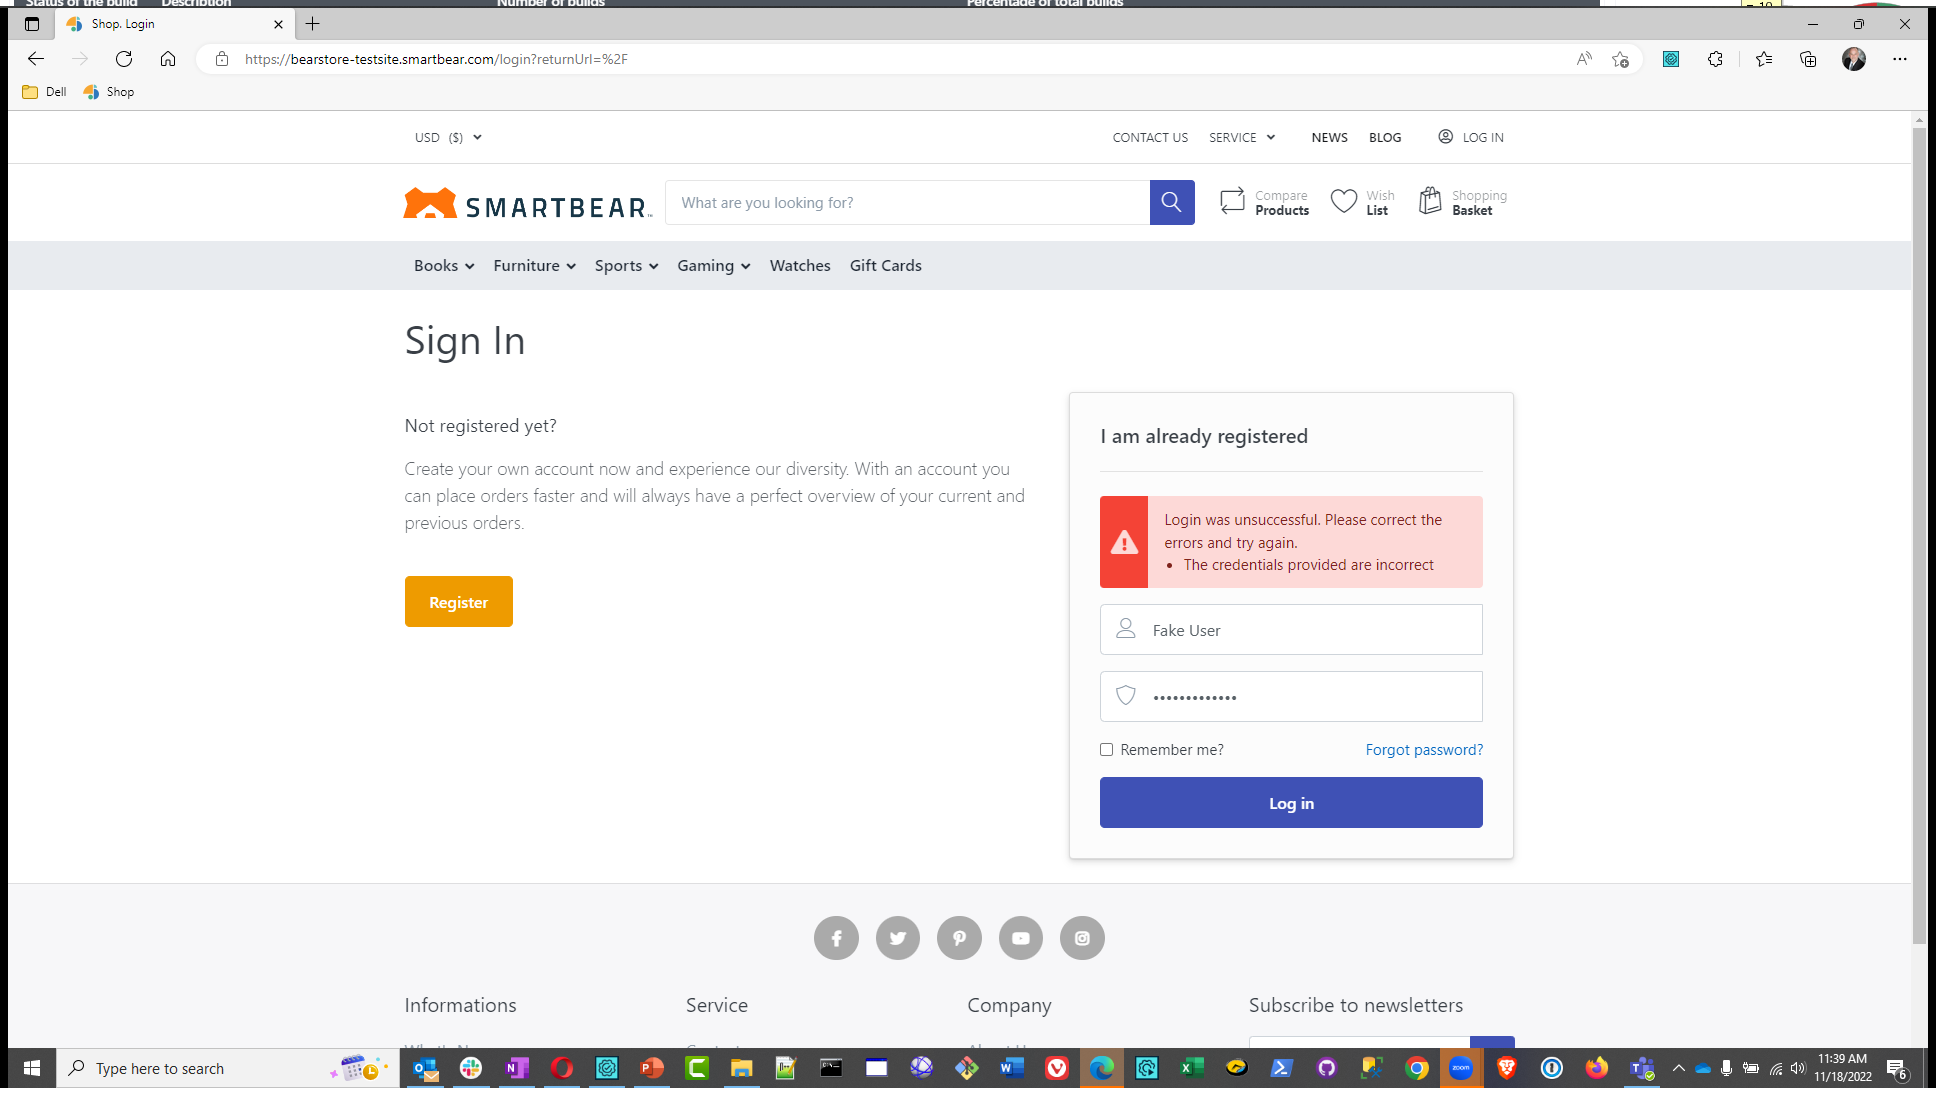 Status of the build Description Number of builds Percentage of total builds
Shop. Login
https://bearstore-testsite.smartbear.com/login?returnUrl=%2F
Dell Shop
USD ($) CONTACT US SERVICE NEWS BLOG LOG IN
SMARTBEAR
What are you looking for?
Compare
Products
Wish
List
Shopping
Basket
Books Furniture Sports Gaming Watches Gift Cards
Sign In
Not registered yet?
Create your own account now and experience our diversity. With an account you
can place orders faster and will always have a perfect overview of your current and
previous orders.
Register
I am already registered
Login was unsuccessful. Please correct the
errors and try again.
• The credentials provided are incorrect
Fake User
•••••••••••••
Remember me? Forgot password?
Log in
Informations Service Company Subscribe to newsletters
Type here to search
zoom
11:39 AM
11/18/2022
6